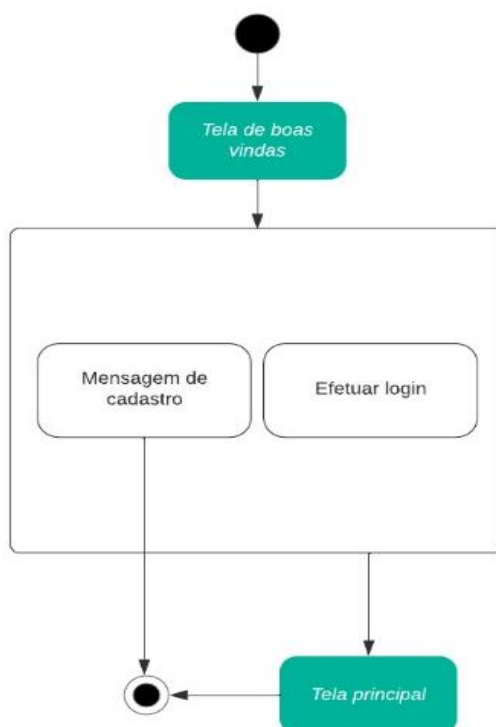 Tela de boas
vindas
Mensagem de
cadastro
Efetuar login
Tela principal